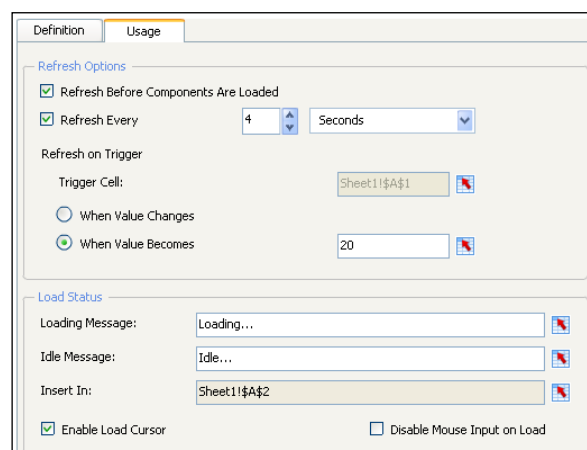 Definition Usage
Refresh Options
Refresh Before Components Are Loaded
Refresh Every 4 Seconds
Refresh on Trigger
Trigger Cell: Sheet1!$A$1
When Value Changes
When Value Becomes 20
Load Status
Loading Message: Loading...
Idle Message: Idle...
Insert In: Sheet1!$A$2
Enable Load Cursor Disable Mouse Input on Load